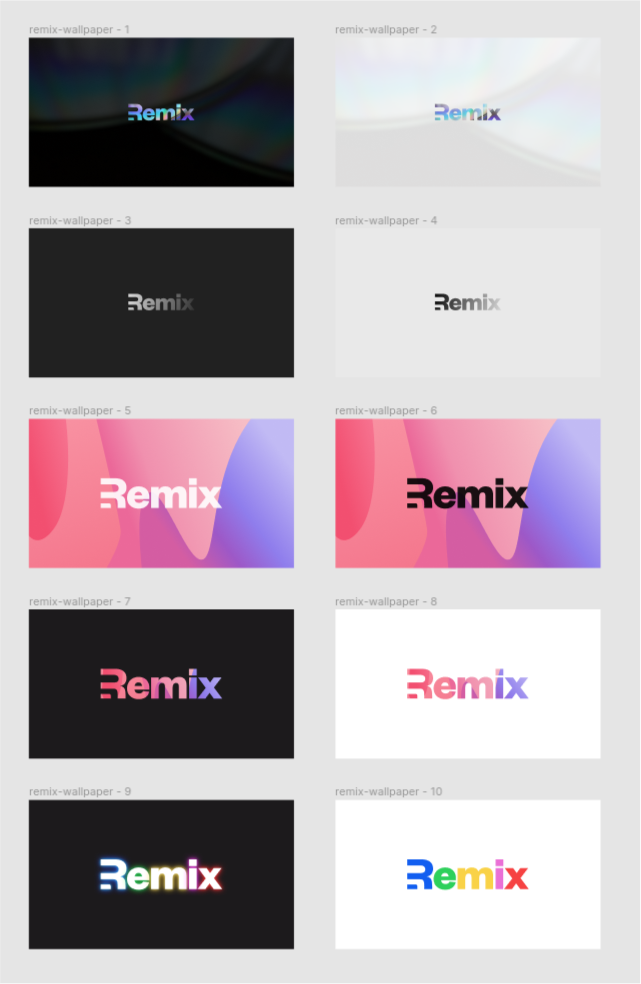 remix-wallpaper - 1
remix-wallpaper - 2
Remix
Remix
remix-wallpaper - 3
remix-wallpaper - 4
Remix
Remix
remix-wallpaper - 5
remix-wallpaper - 6
Remix
Remix
remix-wallpaper - 7
remix-wallpaper - 8
Remix
Remix
remix-wallpaper - 9
remix-wallpaper - 10
Remix
Remix